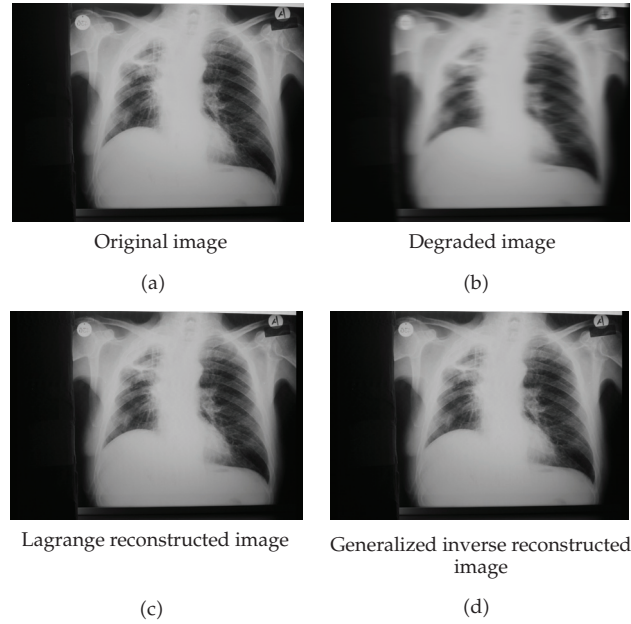 A
Original image
(a)
Degraded image
(b)
A
Lagrange reconstructed image
(c)
A
Generalized inverse reconstructed
image
(d)